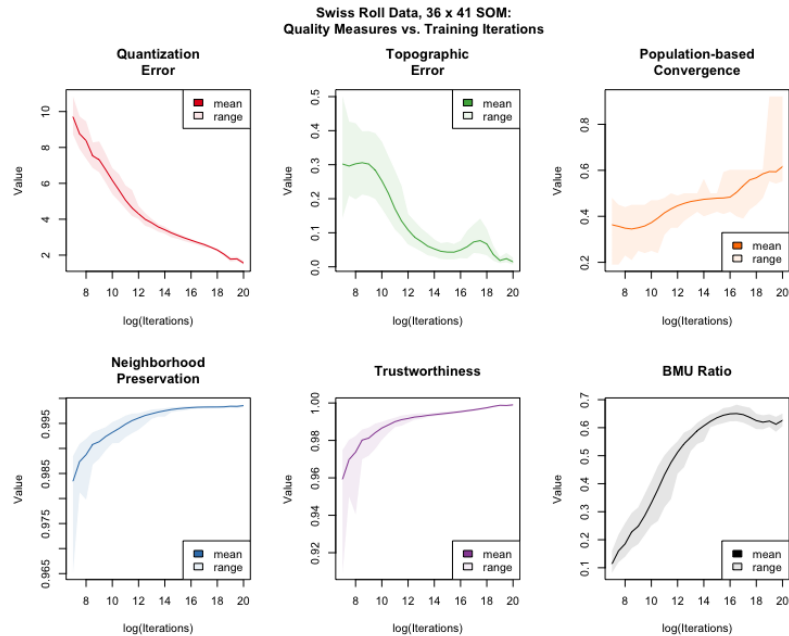 Swiss Roll Data, 36 x 41 SOM:
Quality Measures vs. Training Iterations
Quantization
Error
Value
10
8
6
4
2
mean
range
8 10 12 14 16 18 20
log(Iterations)
Topographic
Error
Value
0.5
0.4
0.3
0.2
0.1
0.0
mean
range
8 10 12 14 16 18 20
log(Iterations)
Population-based
Convergence
Value
0.8
0.6
0.4
0.2
mean
range
8 10 12 14 16 18 20
log(Iterations)
Neighborhood
Preservation
Value
0.995
0.985
0.975
0.965
mean
range
8 10 12 14 16 18 20
log(Iterations)
Trustworthiness
Value
1.00
0.98
0.96
0.94
0.92
mean
range
8 10 12 14 16 18 20
log(Iterations)
BMU Ratio
Value
0.7
0.6
0.5
0.4
0.3
0.2
0.1
mean
range
8 10 12 14 16 18 20
log(Iterations)